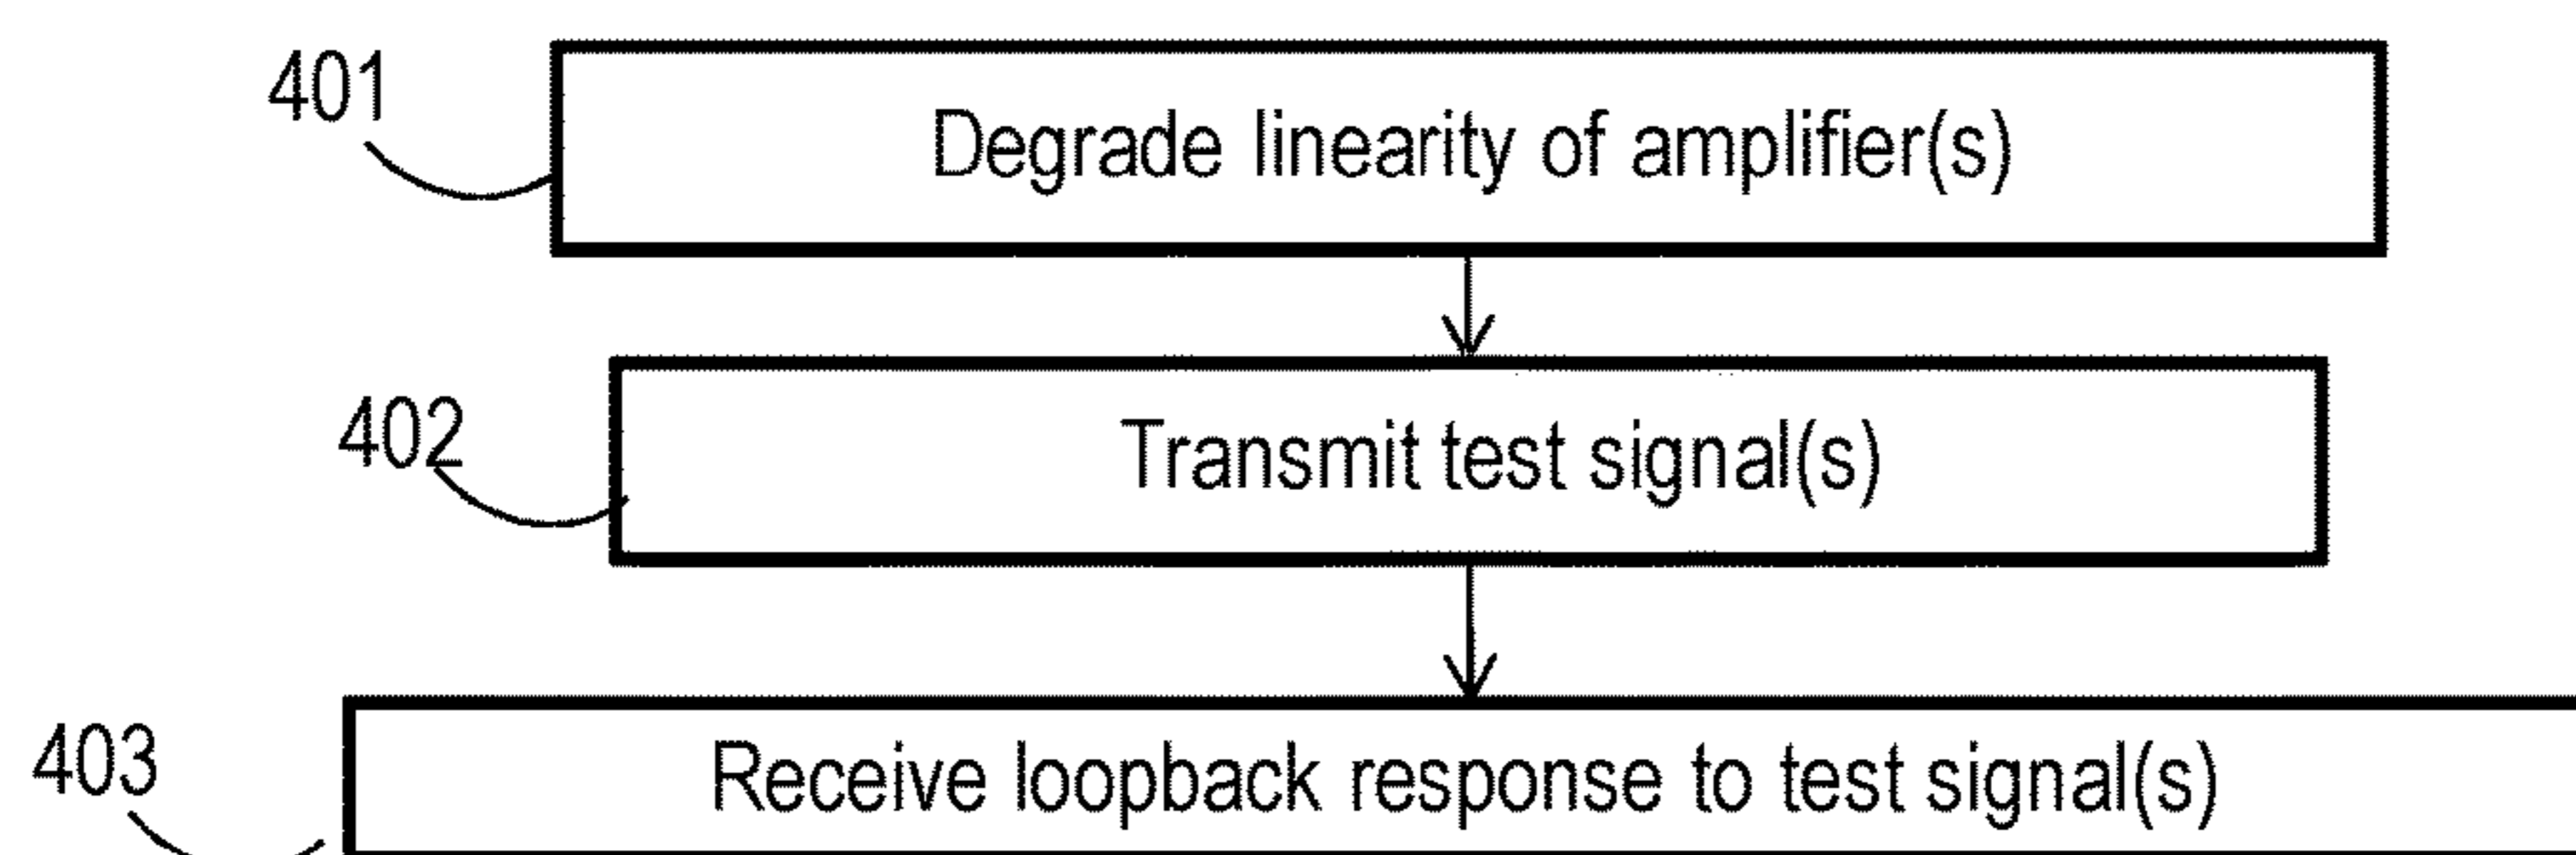 401
Degrade linearity of amplifier(s)
402
Transmit test signal(s)
403
Receive loopback response to test signal(s)